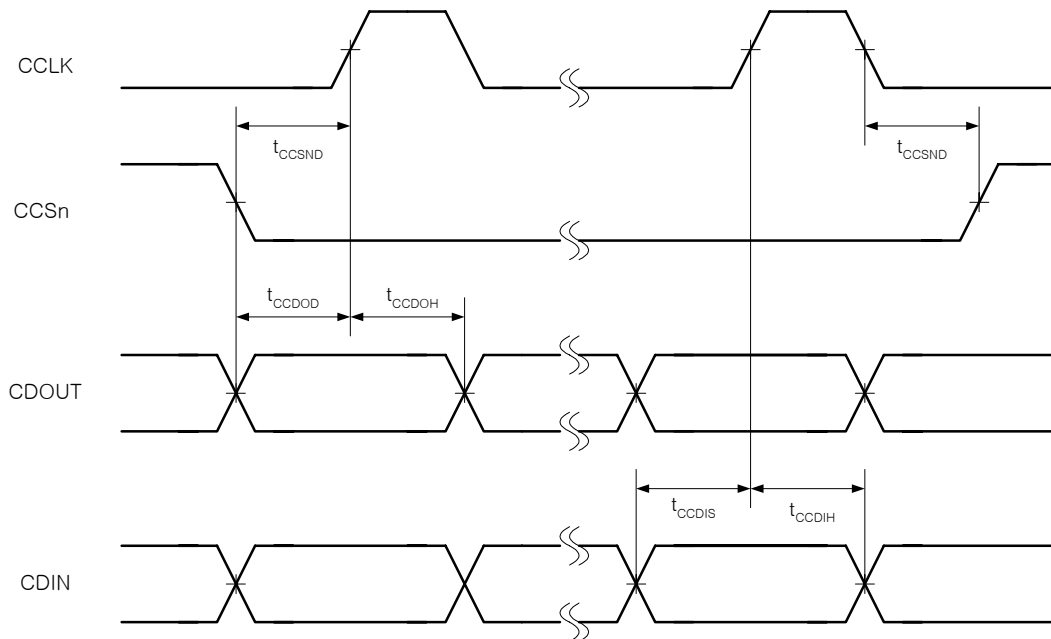 CCLK
tCCSND
tCCSND
CCSn
tCCDOD
tCCDOH
CDOUT
tCCDIS
tCCDIH
CDIN